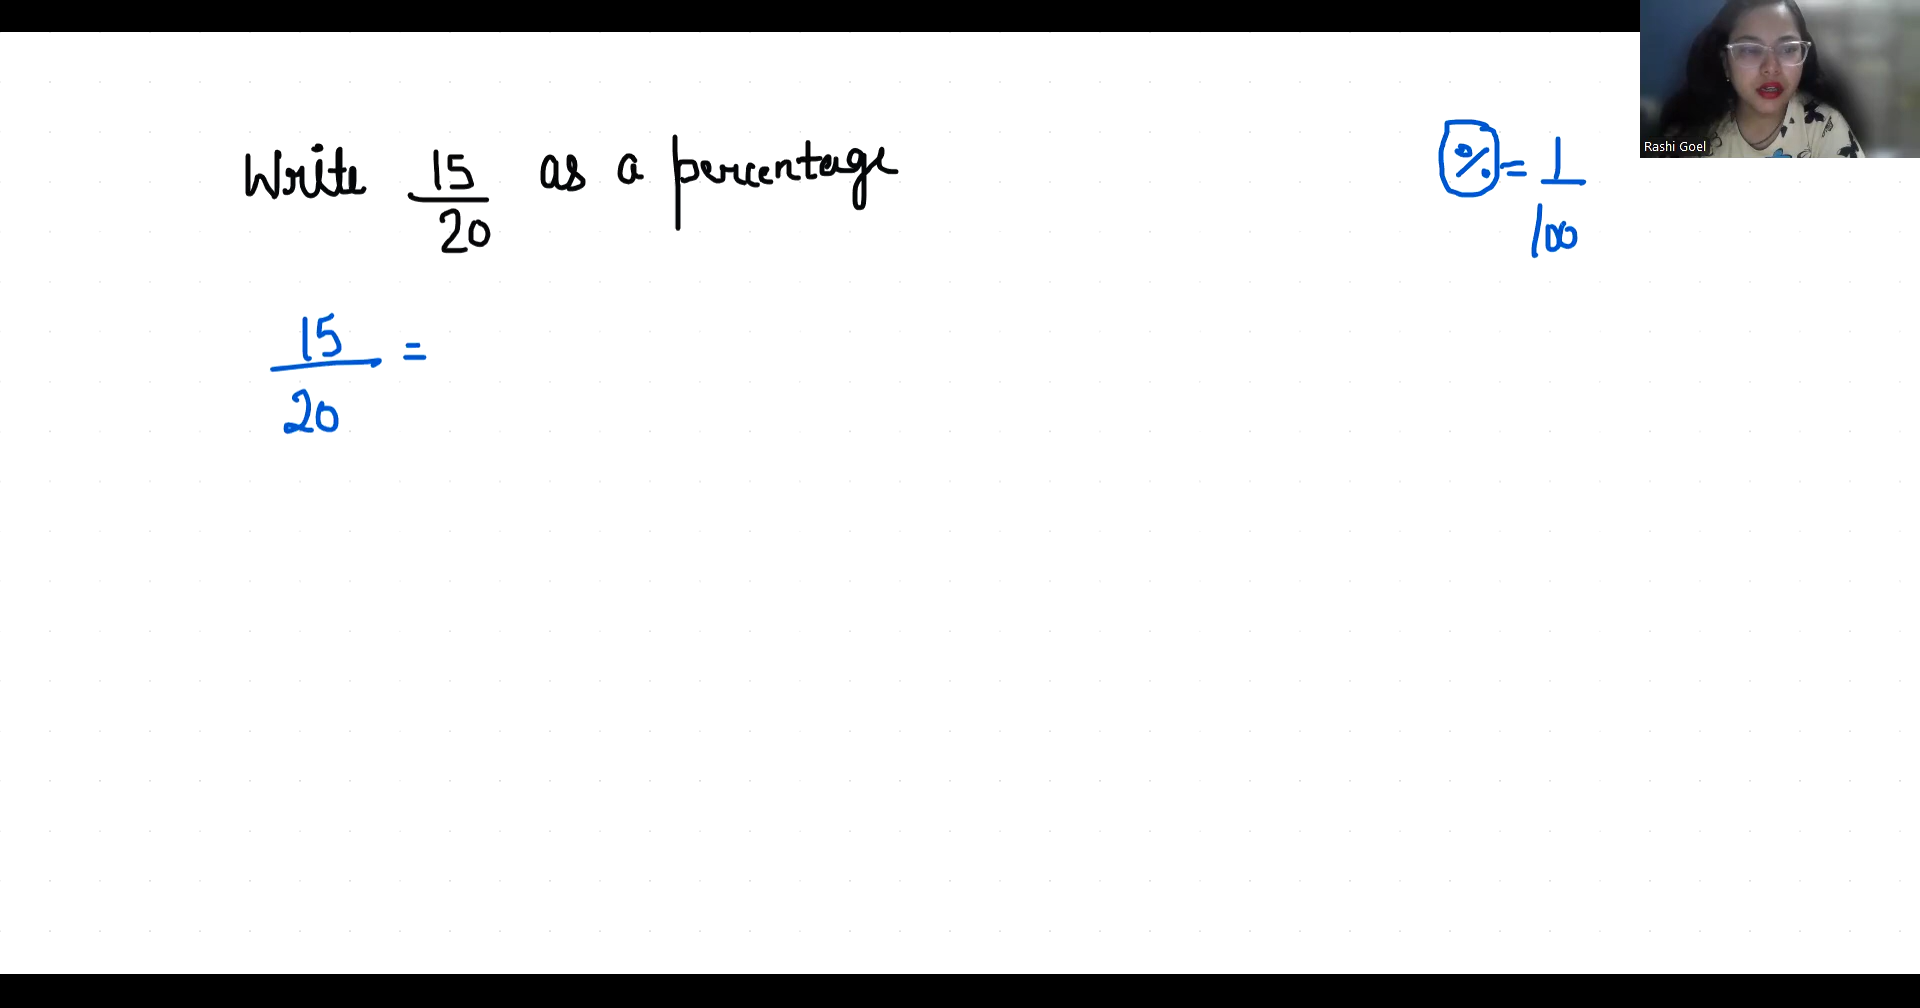 Write 15/20 as a percentage
% = 1/100
Rashi Goel
15/20 =